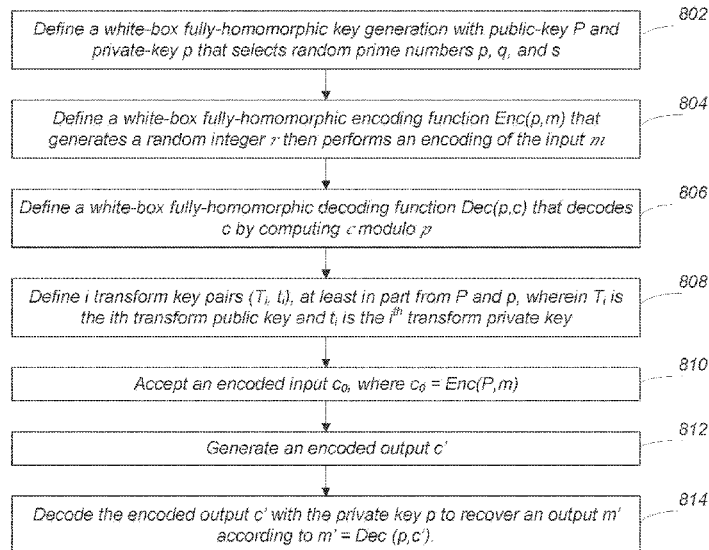 Define a white-box fully-homomorphic key generation with public-key P and
private-key p that selects random prime numbers p, q, and s
802
Define a white-box fully-homomorphic encoding function Enc(p,m) that
generates a random integer r then performs an encoding of the input m
804
Define a white-box fully-homomorphic decoding function Dec(p,c) that decodes
c by computing c modulo p
806
Define i transform key pairs (Ti, ti), at least in part from P and p, wherein Ti is
the ith transform public key and ti is the ith transform private key
808
Accept an encoded input c0, where c0 = Enc(P,m)
810
Generate an encoded output c'
812
Decode the encoded output c' with the private key p to recover an output m'
according to m' = Dec (p,c').
814